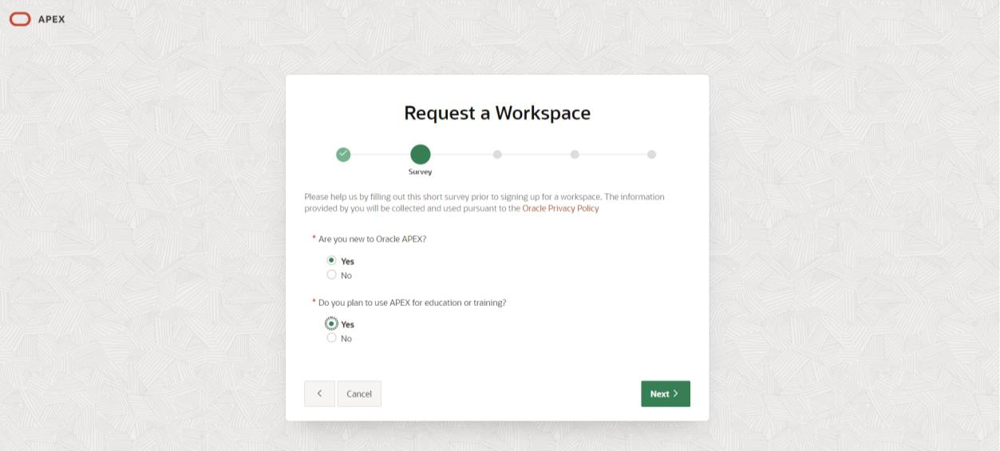 APEX
Request a Workspace
Survey
Please help us by filling out this short survey prior to signing up for a workspace. The information
provided by you will be collected and used pursuant to the Oracle Privacy Policy
* Are you new to Oracle APEX?
Yes
No
* Do you plan to use APEX for education or training?
Yes
No
Cancel
Next